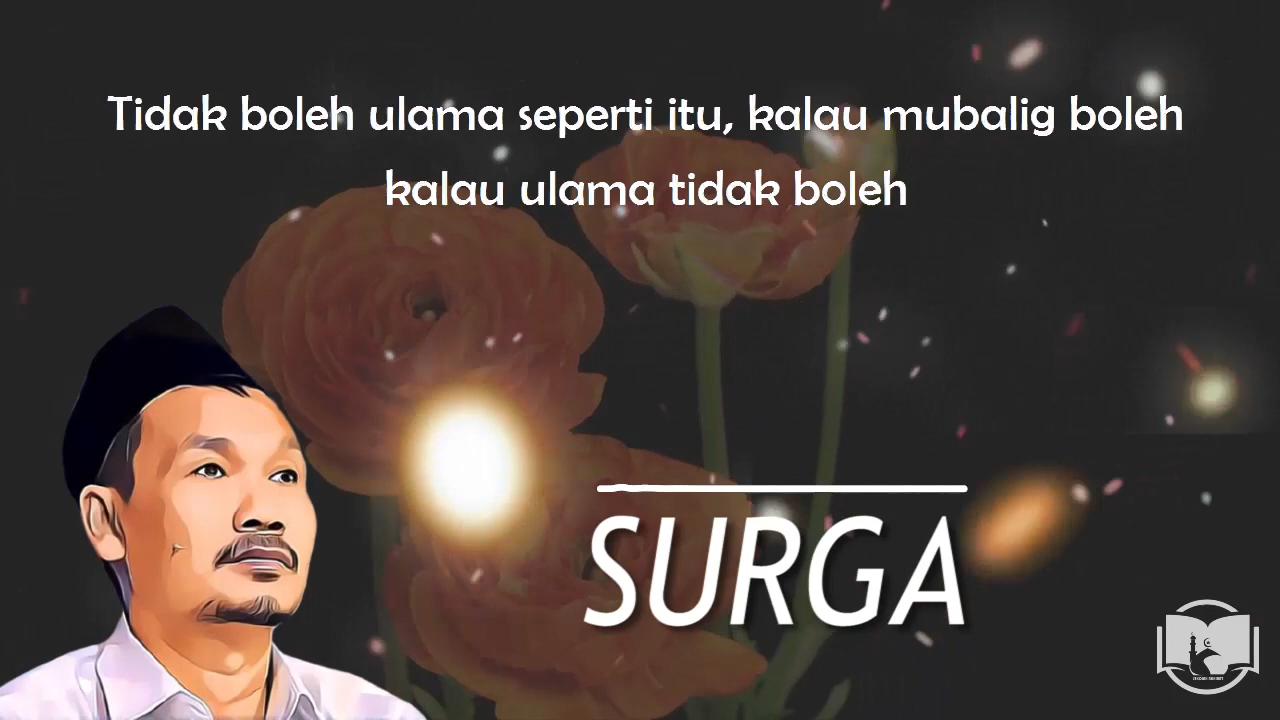 Tidak boleh ulama seperti itu, kalau mubalig boleh
kalau ulama tidak boleh
SURGA